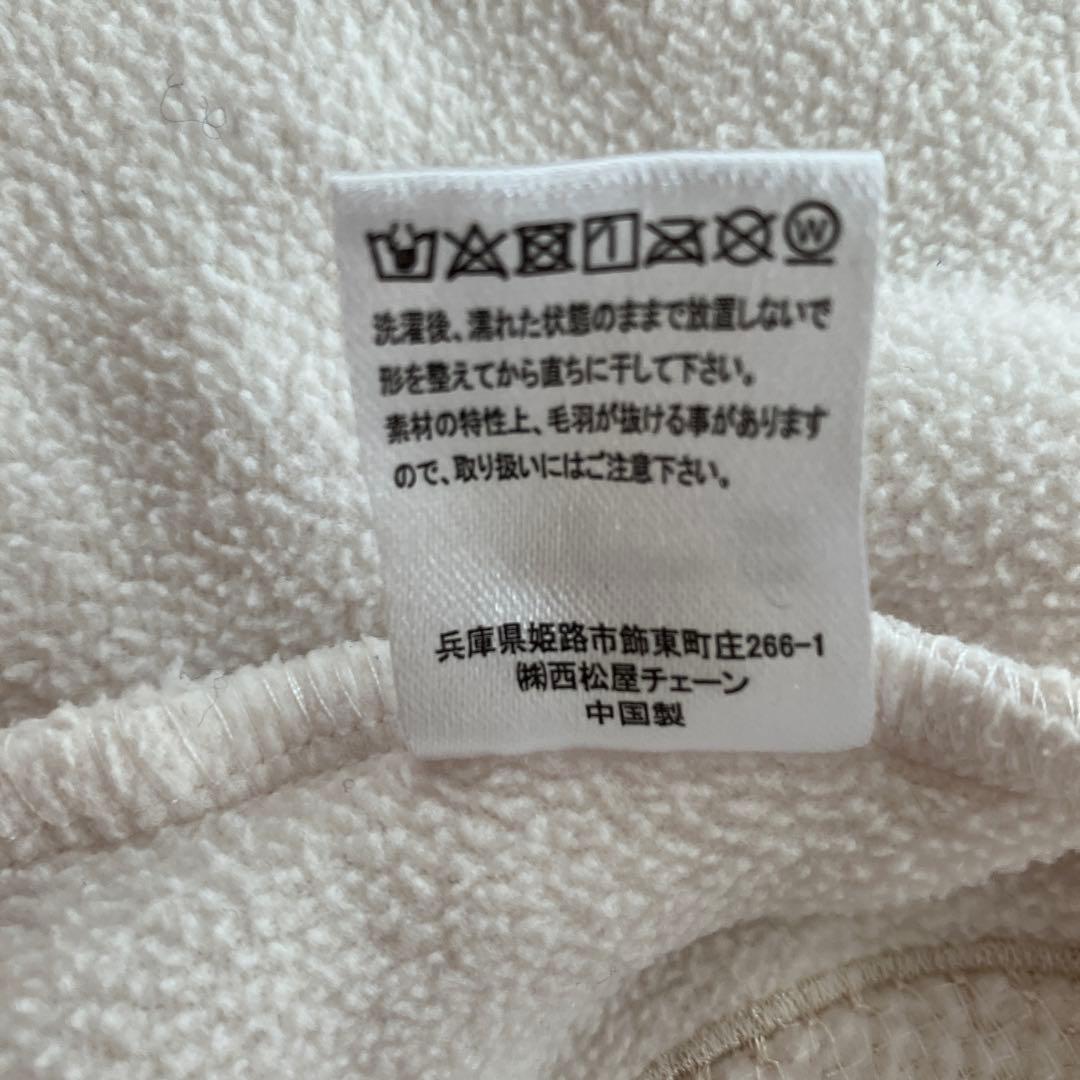 W
洗濯後、濡れた状態のままで放置しないで
形を整えてから直ちに干して下さい。
素材の特性上、毛羽が抜ける事があります
ので、取り扱いにはご注意下さい。
兵庫県姫路市飾東町庄266-1
㈱西松屋チェーン
中国製